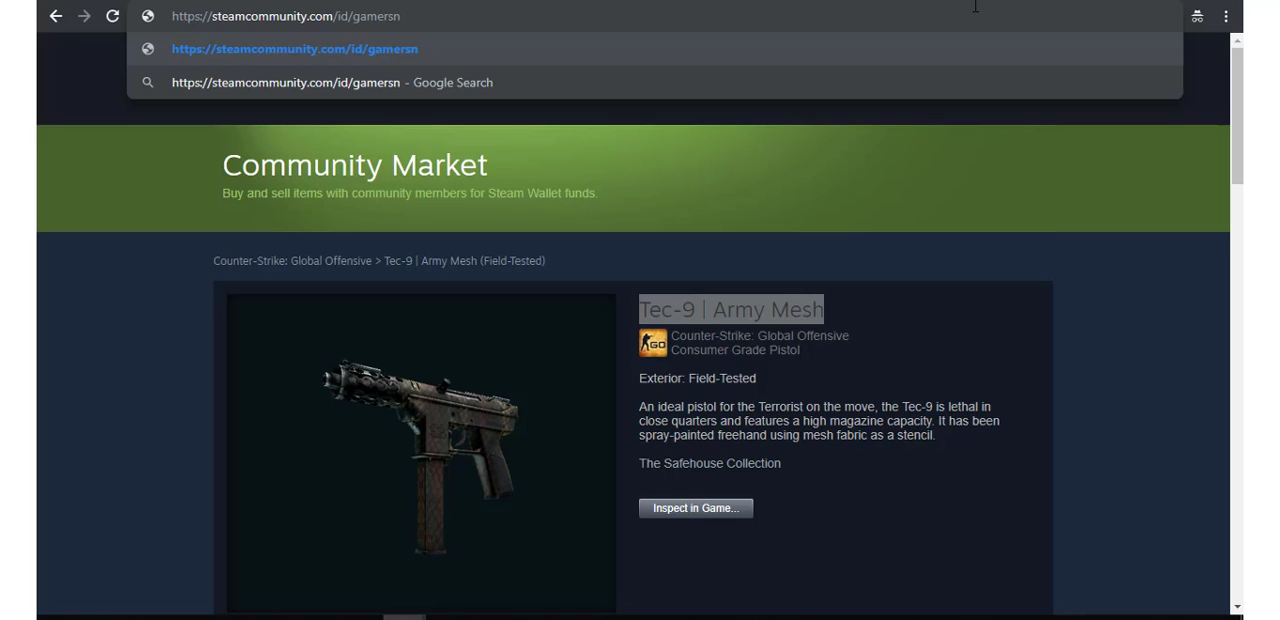 https://steamcommunity.com/id/gamersn
https://steamcommunity.com/id/gamersn
https://steamcommunity.com/id/gamersn - Google Search
Community Market
Buy and sell items with community members for Steam Wallet funds.
Counter-Strike: Global Offensive > Tec-9 | Army Mesh (Field-Tested)
Tec-9 | Army Mesh
GO
Counter-Strike: Global Offensive
Consumer Grade Pistol
Exterior: Field-Tested
An ideal pistol for the Terrorist on the move, the Tec-9 is lethal in
close quarters and features a high magazine capacity. It has been
spray-painted freehand using mesh fabric as a stencil.
The Safehouse Collection
Inspect in Game...